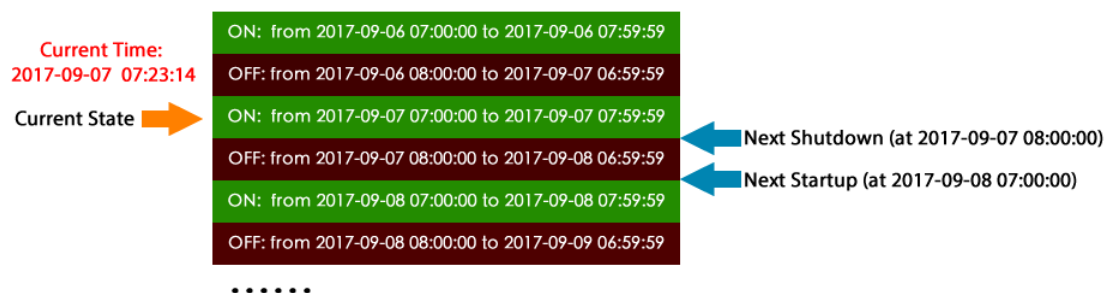 ON: from 2017-09-06 07:00:00 to 2017-09-06 07:59:59
Current Time:
2017-09-07 07:23:14
OFF: from 2017-09-06 08:00:00 to 2017-09-07 06:59:59
Current State
ON: from 2017-09-07 07:00:00 to 2017-09-07 07:59:59
Next Shutdown (at 2017-09-07 08:00:00)
OFF: from 2017-09-07 08:00:00 to 2017-09-08 06:59:59
Next Startup (at 2017-09-08 07:00:00)
ON: from 2017-09-08 07:00:00 to 2017-09-08 07:59:59
OFF: from 2017-09-08 08:00:00 to 2017-09-09 06:59:59
......